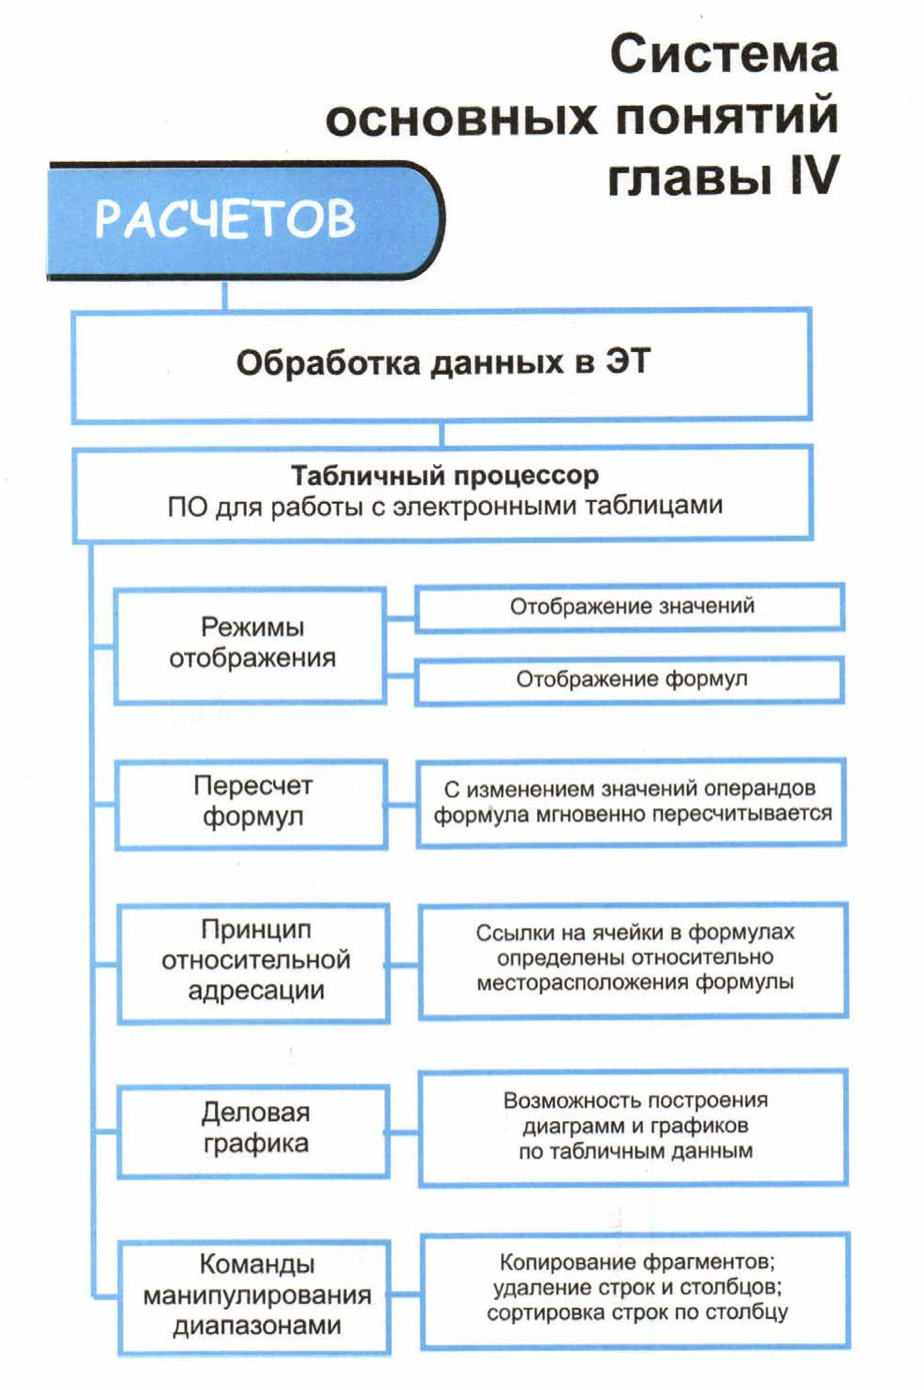 Система
основных понятий
главы IV
РАСЧЕТОВ
Обработка данных в ЭТ
Табличный процессор
ПО для работы с электронными таблицами
Режимы
отображения
Отображение значений
Отображение формул
Пересчет
формул
С изменением значений операндов
формула мгновенно пересчитывается
Принцип
относительной
адресации
Ссылки на ячейки в формулах
определены относительно
месторасположения формулы
Деловая
графика
Возможность построения
диаграмм и графиков
по табличным данным
Команды
манипулирования
диапазонами
Копирование фрагментов;
удаление строк и столбцов;
сортировка строк по столбцу